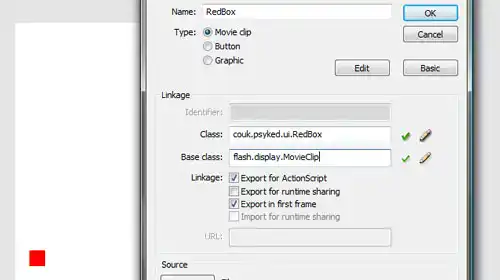 Name: RedBox
OK
Type: Movie clip
Cancel
Button
Graphic
Edit
Basic
Linkage
Identifier:
Class: couk.psyked.ui.RedBox
Base class: flash.display.MovieClip
Linkage: Export for ActionScript
Export for runtime sharing
Export in first frame
Import for runtime sharing
URL:
Source